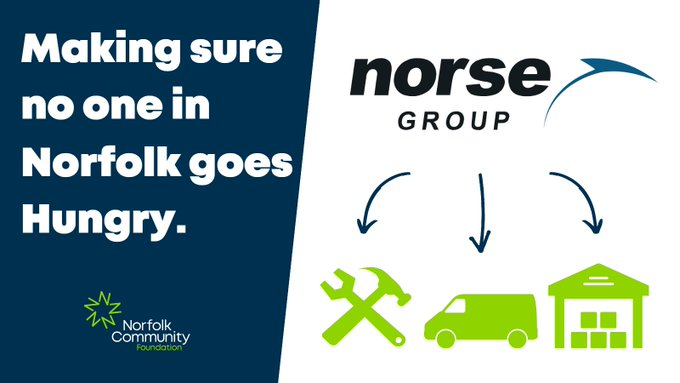 Making sure
no one in
Norfolk goes
Hungry.
Norfolk
Community
Foundation
norse
GROUP